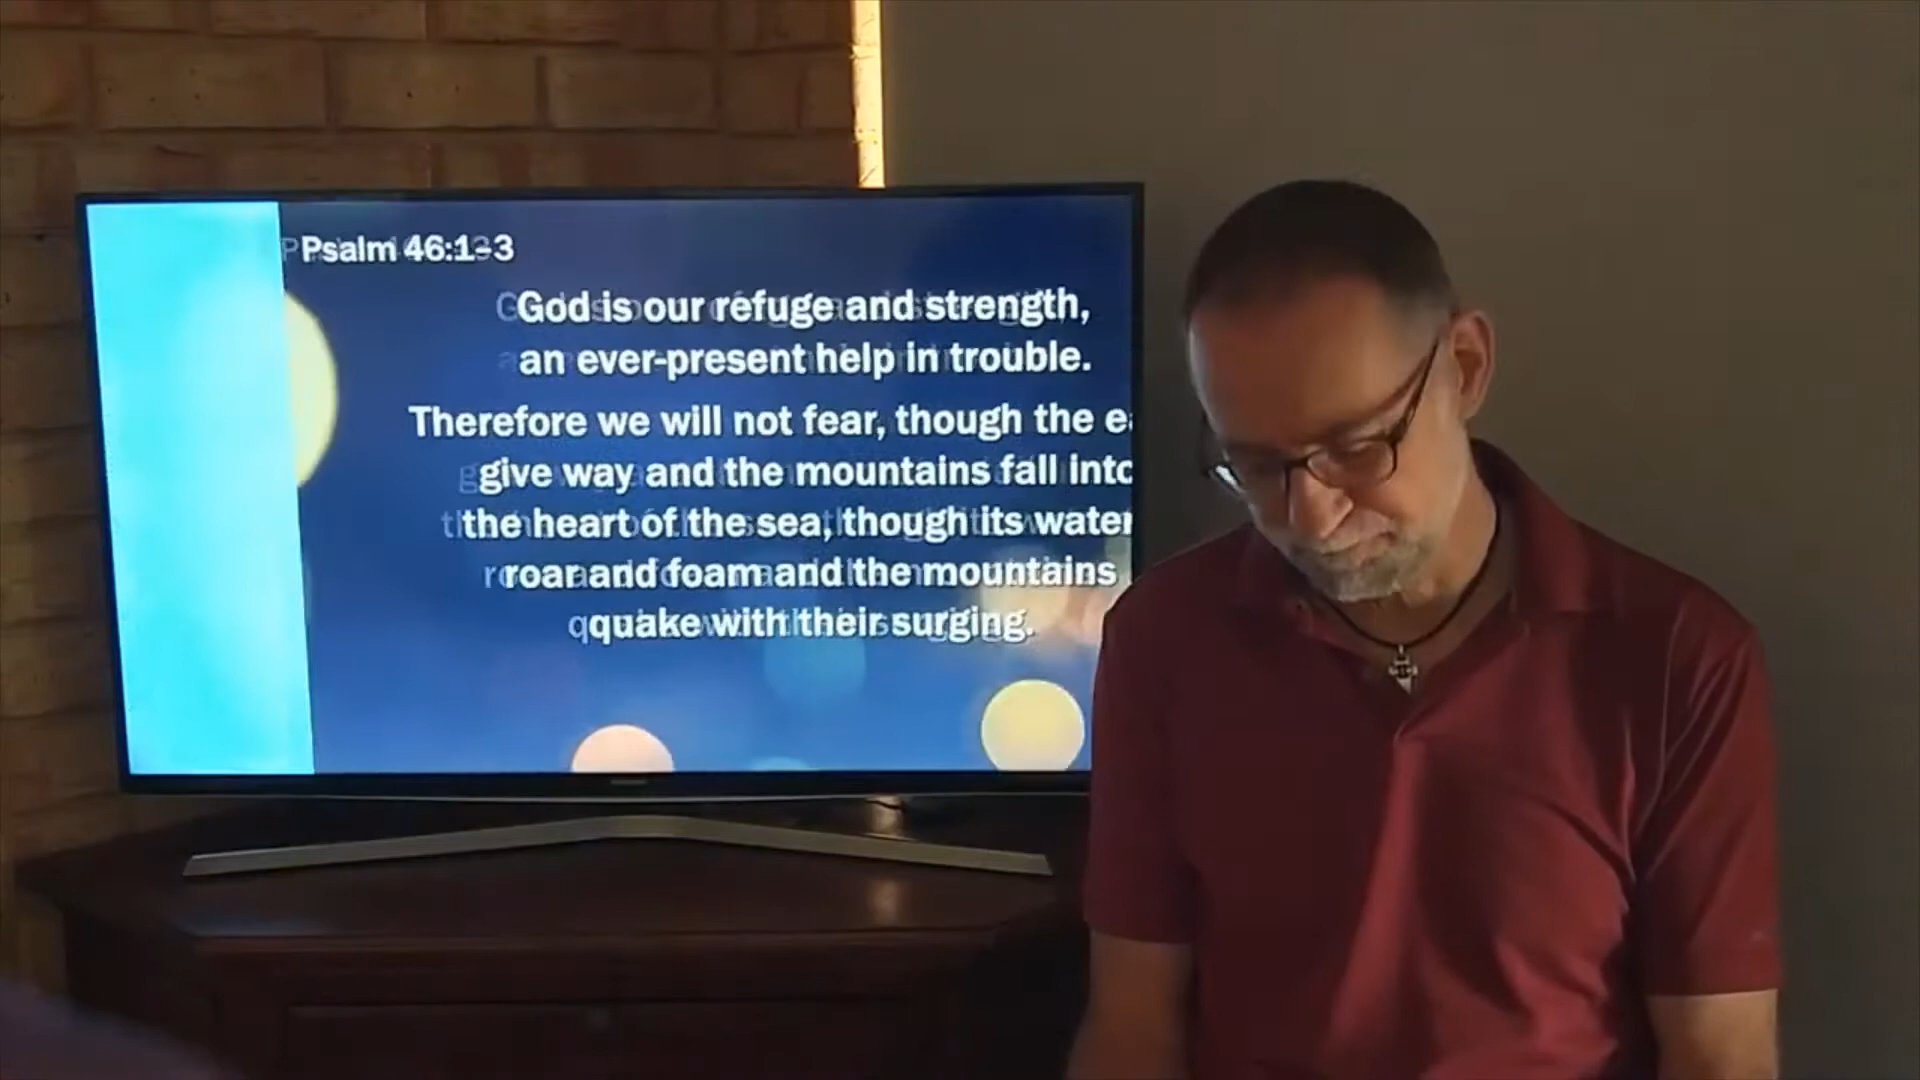 Psalm 46:1-3
God is our refuge and strength,
an ever-present help in trouble.
Therefore we will not fear, though the
give way and the mountains fall into
the heart of the sea, though its water
roar and foam and the mountains
quake with their surging.